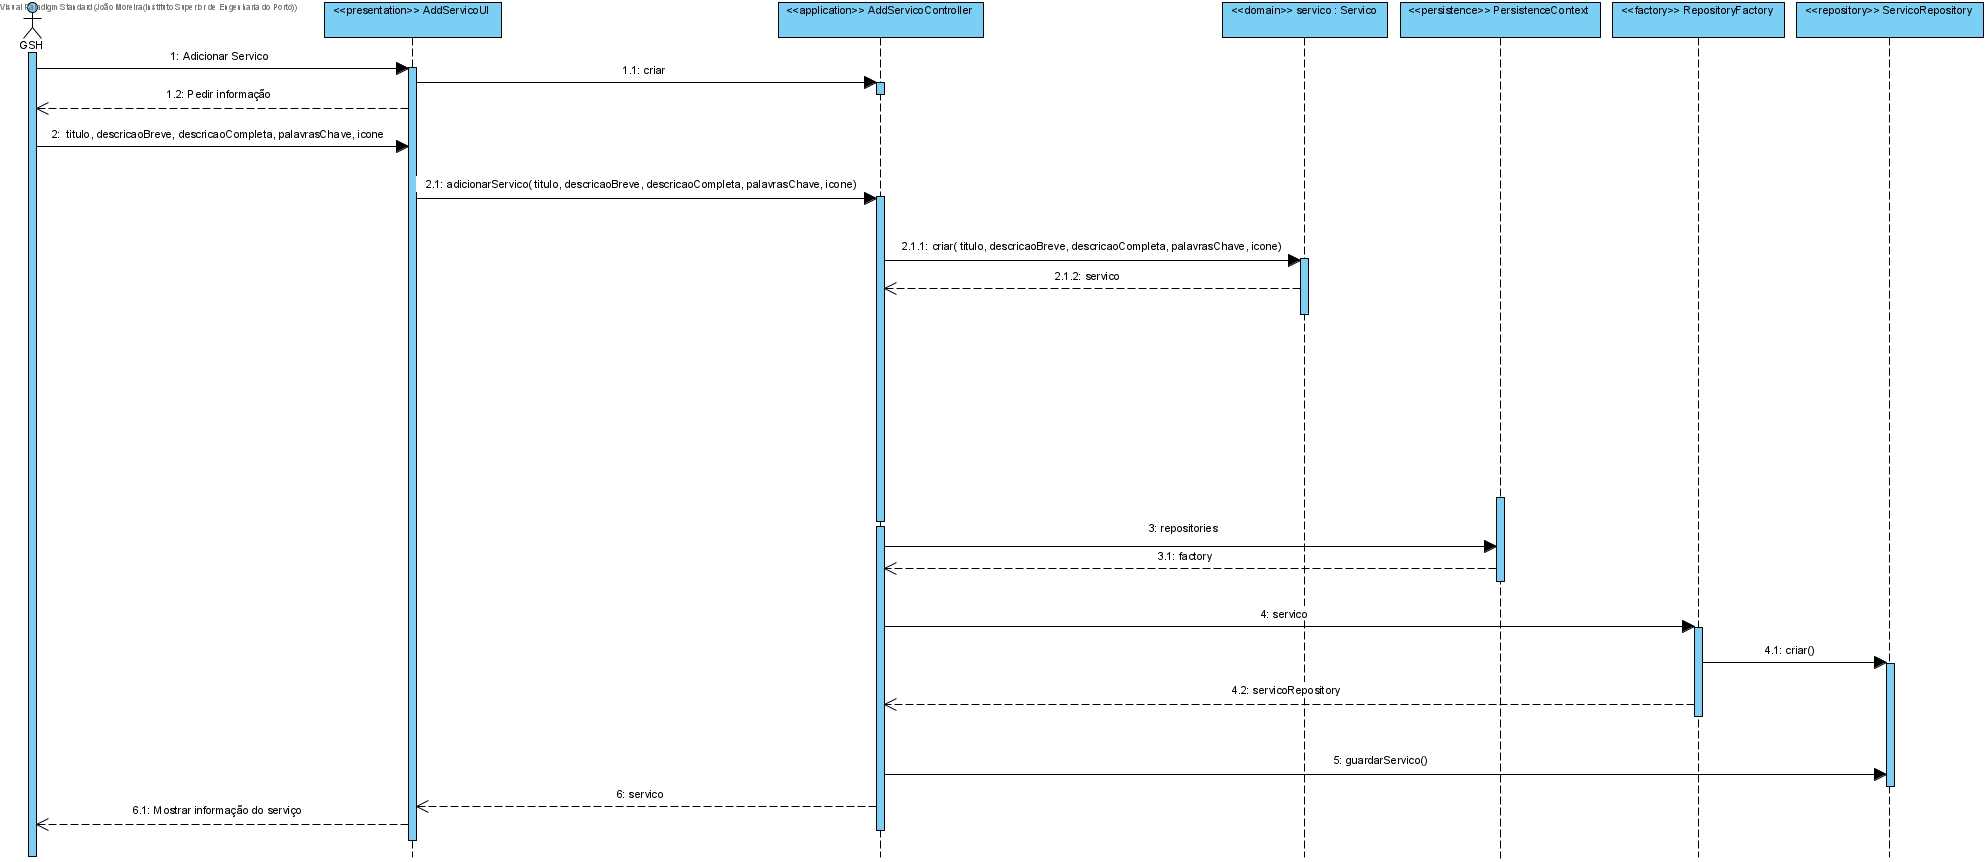 Visual Paradigm Standard(João Moreira(Instituto Superior de Engenharia do Porto))
<<presentation>> AddServicoUI
<<application>> AddServicoController
<<domain>> servico : Servico
<<persistence>> PersistenceContext
<<factory>> RepositoryFactory
<<repository>> ServicoRepository
GSH
1: Adicionar Servico
1.1: criar
1.2: Pedir informação
2: titulo, descricaoBreve, descricaoCompleta, palavrasChave, icone
2.1: adicionarServico( titulo, descricaoBreve, descricaoCompleta, palavrasChave, icone)
2.1.1: criar( titulo, descricaoBreve, descricaoCompleta, palavrasChave, icone)
2.1.2: servico
3: repositories
3.1: factory
4: servico
4.1: criar()
4.2: servicoRepository
5: guardarServico()
6: servico
6.1: Mostrar informação do serviço